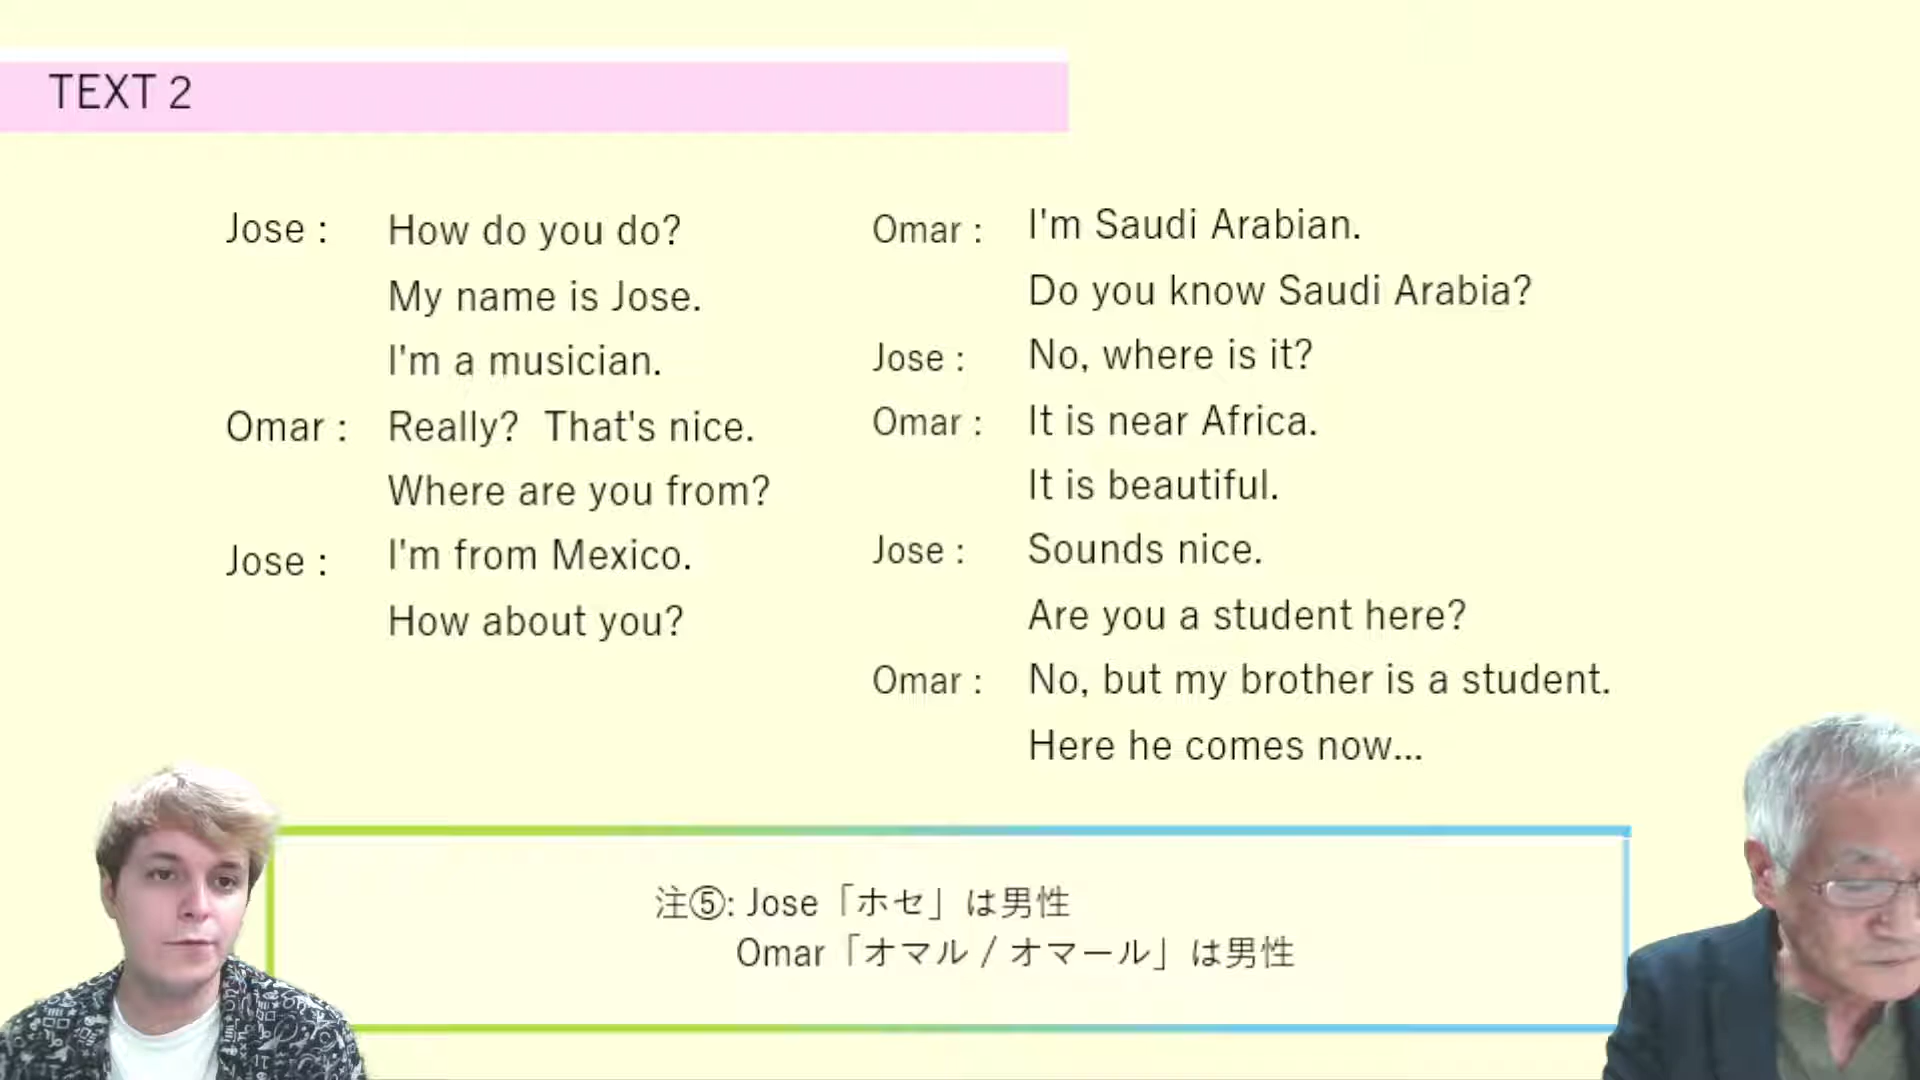 TEXT 2
Jose : How do you do?
My name is Jose.
I'm a musician.
Omar : Really? That's nice.
Where are you from?
Jose : I'm from Mexico.
How about you?
Omar : I'm Saudi Arabian.
Do you know Saudi Arabia?
Jose : No, where is it?
Omar : It is near Africa.
It is beautiful.
Jose : Sounds nice.
Are you a student here?
Omar : No, but my brother is a student.
Here he comes now...
注⑤: Jose「ホセ」は男性
Omar「オマル / オマール」は男性